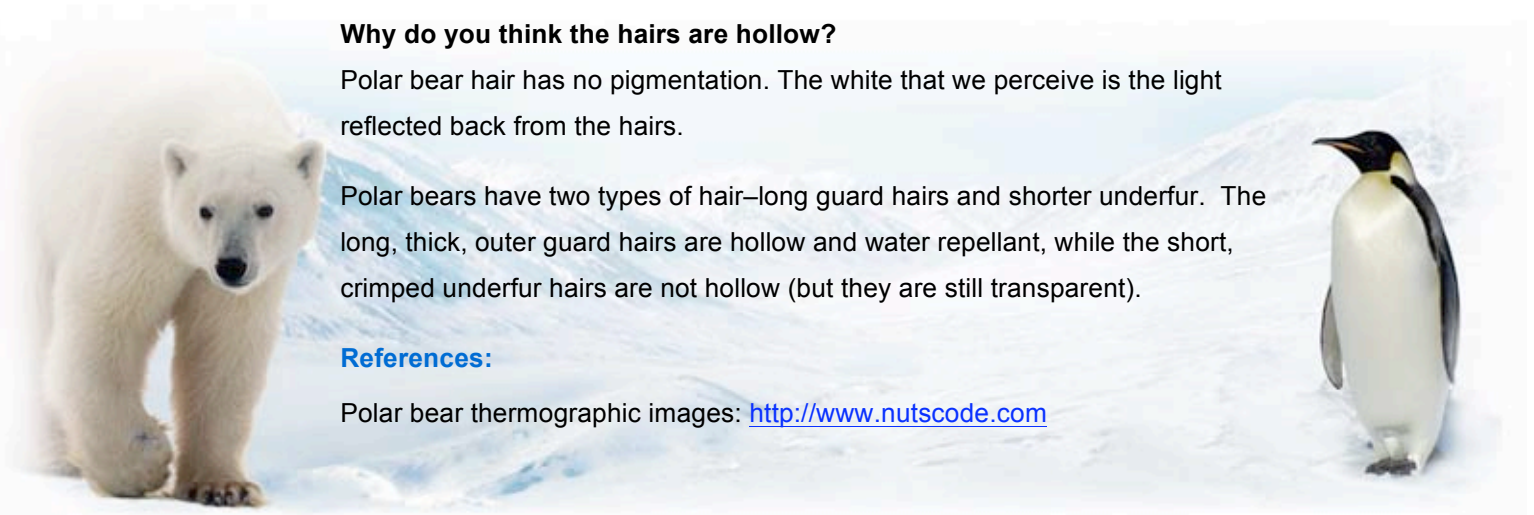 Why do you think the hairs are hollow?
Polar bear hair has no pigmentation. The white that we perceive is the light
reflected back from the hairs.
Polar bears have two types of hair–long guard hairs and shorter underfur.  The
long, thick, outer guard hairs are hollow and water repellant, while the short,
crimped underfur hairs are not hollow (but they are still transparent).
References:
Polar bear thermographic images: http://www.nutscode.com